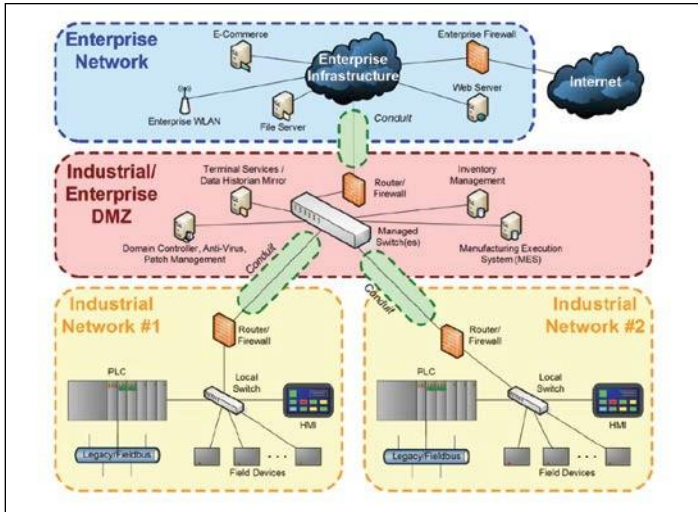 Enterprise
Network
E-Commerce
Enterprise
Infrastructure
Enterprise Firewall
Internet
Enterprise WLAN
File Server
Web Server
Conduit
Industrial/
Enterprise
DMZ
Terminal Services /
Data Historian Mirror
Router/
Firewall
Inventory
Management
Domain Controller, Anti-Virus,
Patch Management
Managed
Switch(es)
Manufacturing Execution
System (MES)
Conduit
Conduit
Industrial
Network #1
Router/
Firewall
PLC
Local
Switch
HMI
Legacy/Fieldbus
Field Devices
Industrial
Network #2
Router/
Firewall
PLC
Local
Switch
HMI
Legacy/Fieldbus
Field Devices